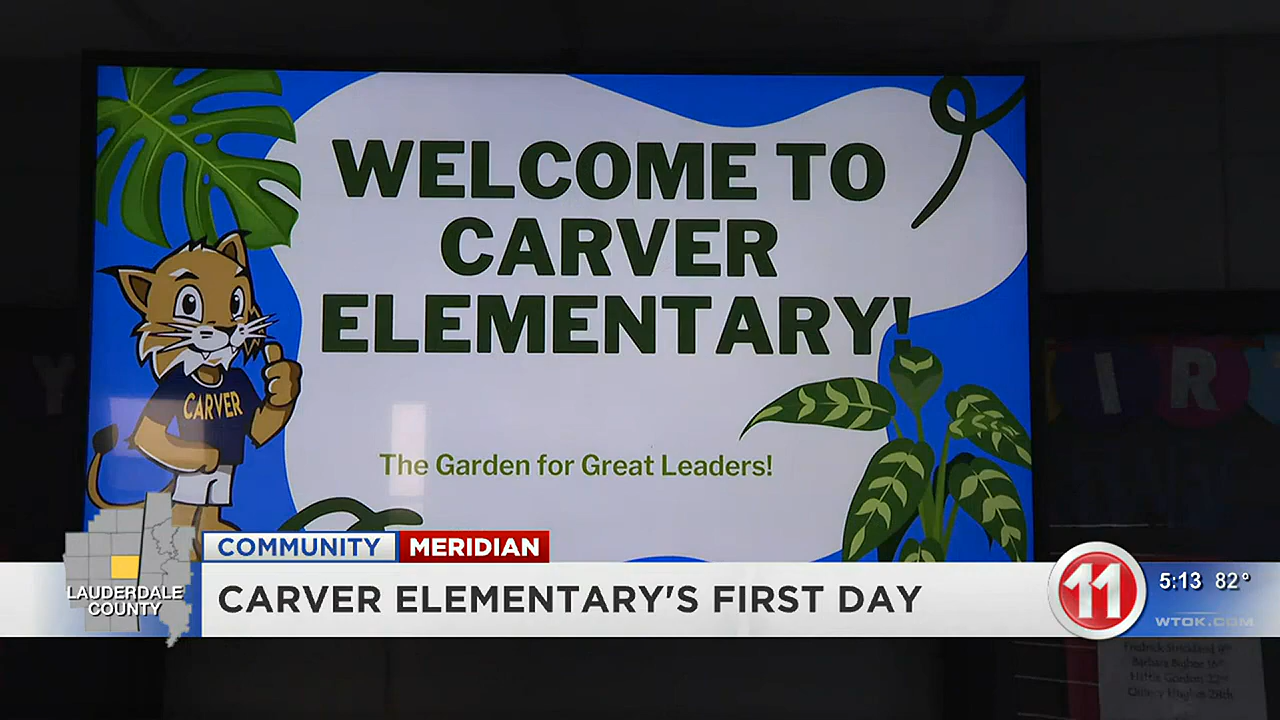 WELCOME TO
CARVER
ELEMENTARY!
CARVER
The Garden for Great Leaders!
Y
I R
COMMUNITY MERIDIAN
LAUDERDALE
COUNTY
CARVER ELEMENTARY'S FIRST DAY
11
5:13 82°
WTOK.COM